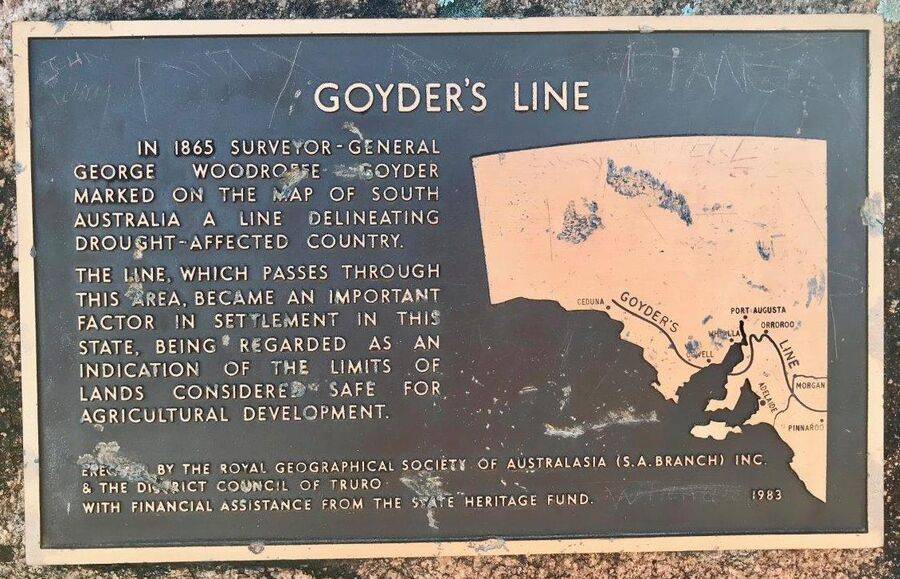 GOYDER'S LINE
IN 1865 SURVEYOR-GENERAL
GEORGE WOODROFFE GOYDER
MARKED ON THE MAP OF SOUTH
AUSTRALIA A LINE DELINEATING
DROUGHT-AFFECTED COUNTRY.
THE LINE, WHICH PASSES THROUGH
THIS AREA, BECAME AN IMPORTANT
FACTOR IN SETTLEMENT IN THIS
STATE, BEING REGARDED AS AN
INDICATION OF THE LIMITS OF
LANDS CONSIDERED SAFE FOR
AGRICULTURAL DEVELOPMENT.
CEDUNA
GOYDER'S
LINE
PORT AUGUSTA
WHYALLA
ORROROO
COWELL
MORGAN
ADELAIDE
PINNAROO
ERECTED BY THE ROYAL GEOGRAPHICAL SOCIETY OF AUSTRALASIA (S.A.BRANCH) INC.
& THE DISTRICT COUNCIL OF TRURO
WITH FINANCIAL ASSISTANCE FROM THE STATE HERITAGE FUND.
1983